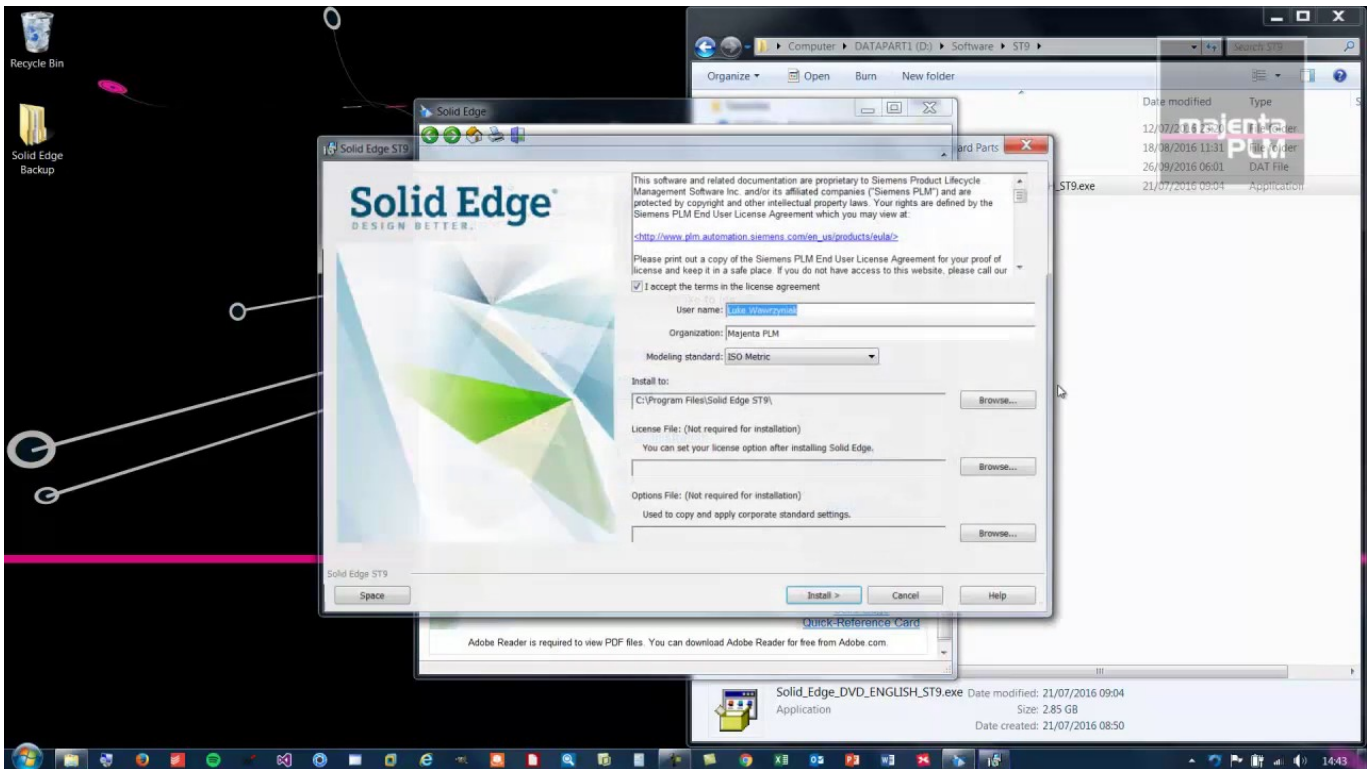 Recycle Bin
Solid Edge
Backup
Computer ▸ DATAPART1 (D:) ▸ Software ▸ ST9 ▸
Search ST9
Organize ▾ Open Burn New folder
Date modified Type
12/07/2016 23:20 File folder
18/08/2016 11:31 File folder
26/09/2016 06:01 DAT File
_ST9.exe 21/07/2016 09:04 Application
majenta
PLM
Solid Edge
ard Parts
Solid Edge ST9
Solid Edge
DESIGN BETTER.
This software and related documentation are proprietary to Siemens Product Lifecycle
Management Software Inc. and/or its affiliated companies ("Siemens PLM") and are
protected by copyright and other intellectual property laws. Your rights are defined by the
Siemens PLM End User License Agreement which you may view at:
<http://www.plm.automation.siemens.com/en_us/products/eula/>
Please print out a copy of the Siemens PLM End User License Agreement for your proof of
license and keep it in a safe place. If you do not have access to this website, please call our
I accept the terms in the license agreement
User name: Luke Wawrzyniak
Organization: Majenta PLM
Modeling standard: ISO Metric
Install to:
C:\Program Files\Solid Edge ST9\ Browse...
License File: (Not required for installation)
You can set your license option after installing Solid Edge.
Browse...
Options File: (Not required for installation)
Used to copy and apply corporate standard settings.
Browse...
Solid Edge ST9
Space Install > Cancel Help
Quick-Reference Card
Adobe Reader is required to view PDF files. You can download Adobe Reader for free from Adobe.com.
Solid_Edge_DVD_ENGLISH_ST9.exe Date modified: 21/07/2016 09:04
Application Size: 2.85 GB
Date created: 21/07/2016 08:50
14:43